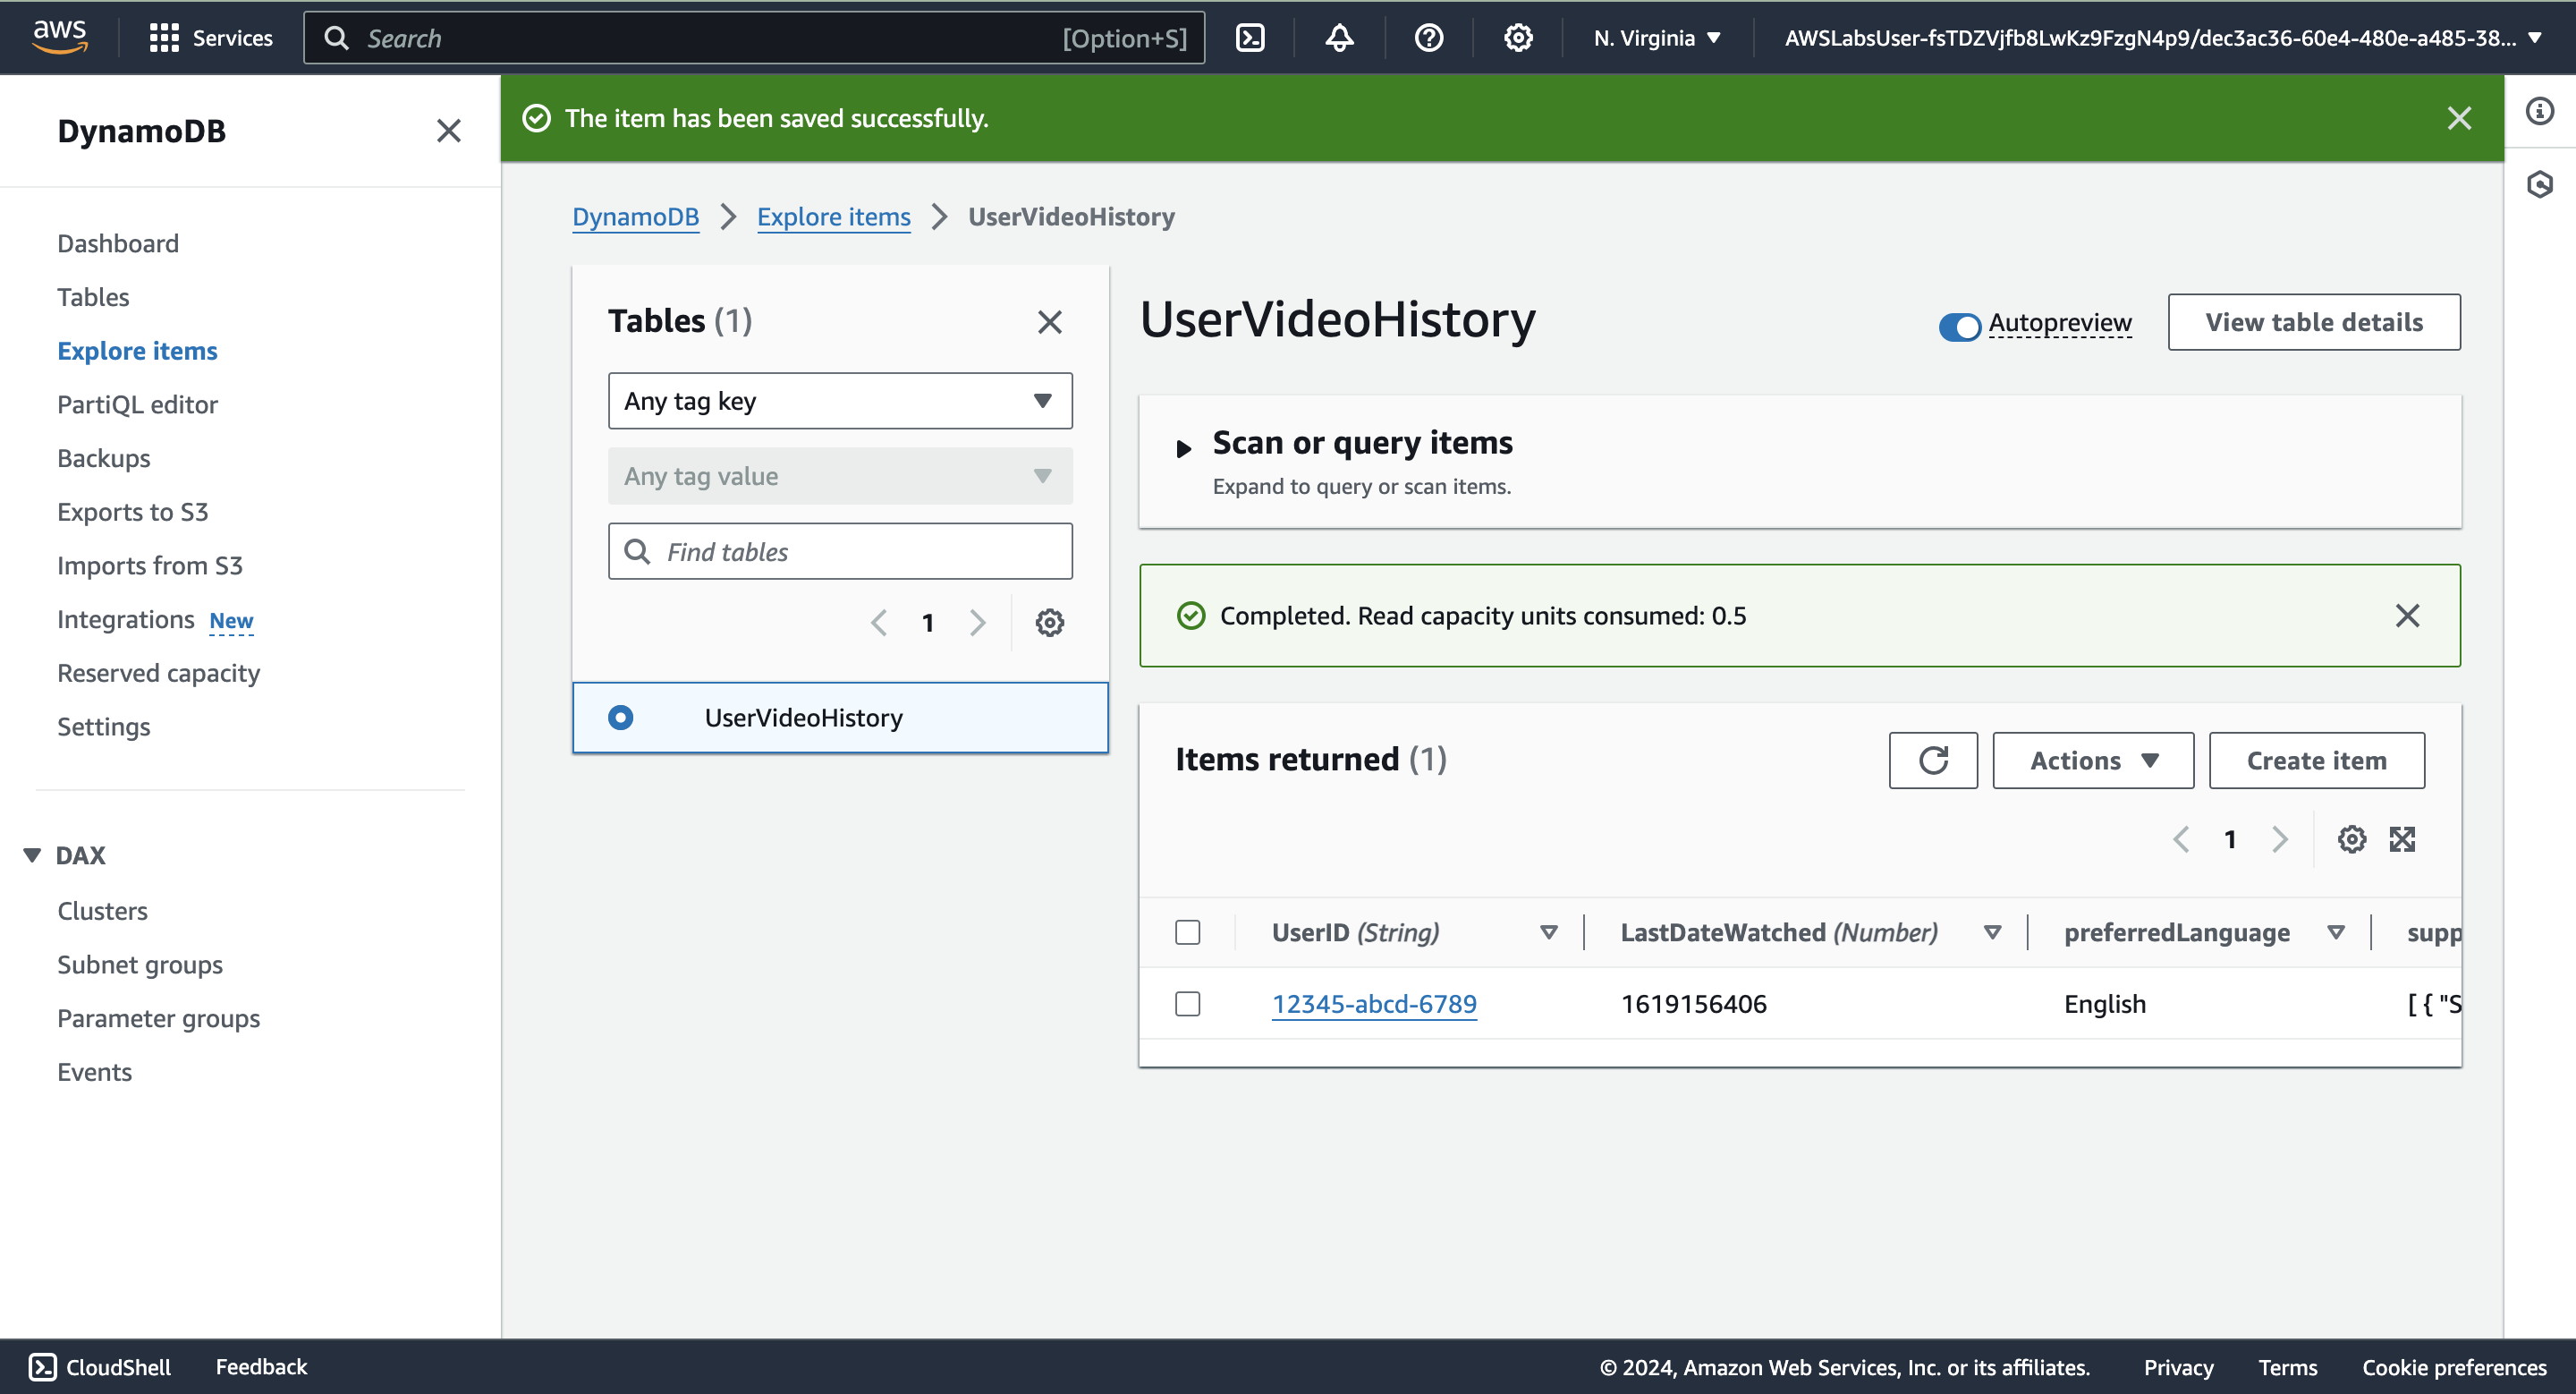 aws
Services
Search
[Option+S]
N. Virginia
AWSLabsUser-fsTDZVjfb8LwKz9FzgN4p9/dec3ac36-60e4-480e-a485-38...
DynamoDB
Dashboard
Tables
Explore items
PartiQL editor
Backups
Exports to S3
Imports from S3
Integrations New
Reserved capacity
Settings
DAX
Clusters
Subnet groups
Parameter groups
Events
The item has been saved successfully.
DynamoDB
Explore items
UserVideoHistory
Tables (1)
Any tag key
Any tag value
Find tables
1
UserVideoHistory
UserVideoHistory
Autopreview
View table details
Scan or query items
Expand to query or scan items.
Completed. Read capacity units consumed: 0.5
Items returned (1)
Actions
Create item
1
UserID (String)
LastDateWatched (Number)
preferredLanguage
supp
12345-abcd-6789
1619156406
English
[ { "S
CloudShell
Feedback
© 2024, Amazon Web Services, Inc. or its affiliates.
Privacy
Terms
Cookie preferences